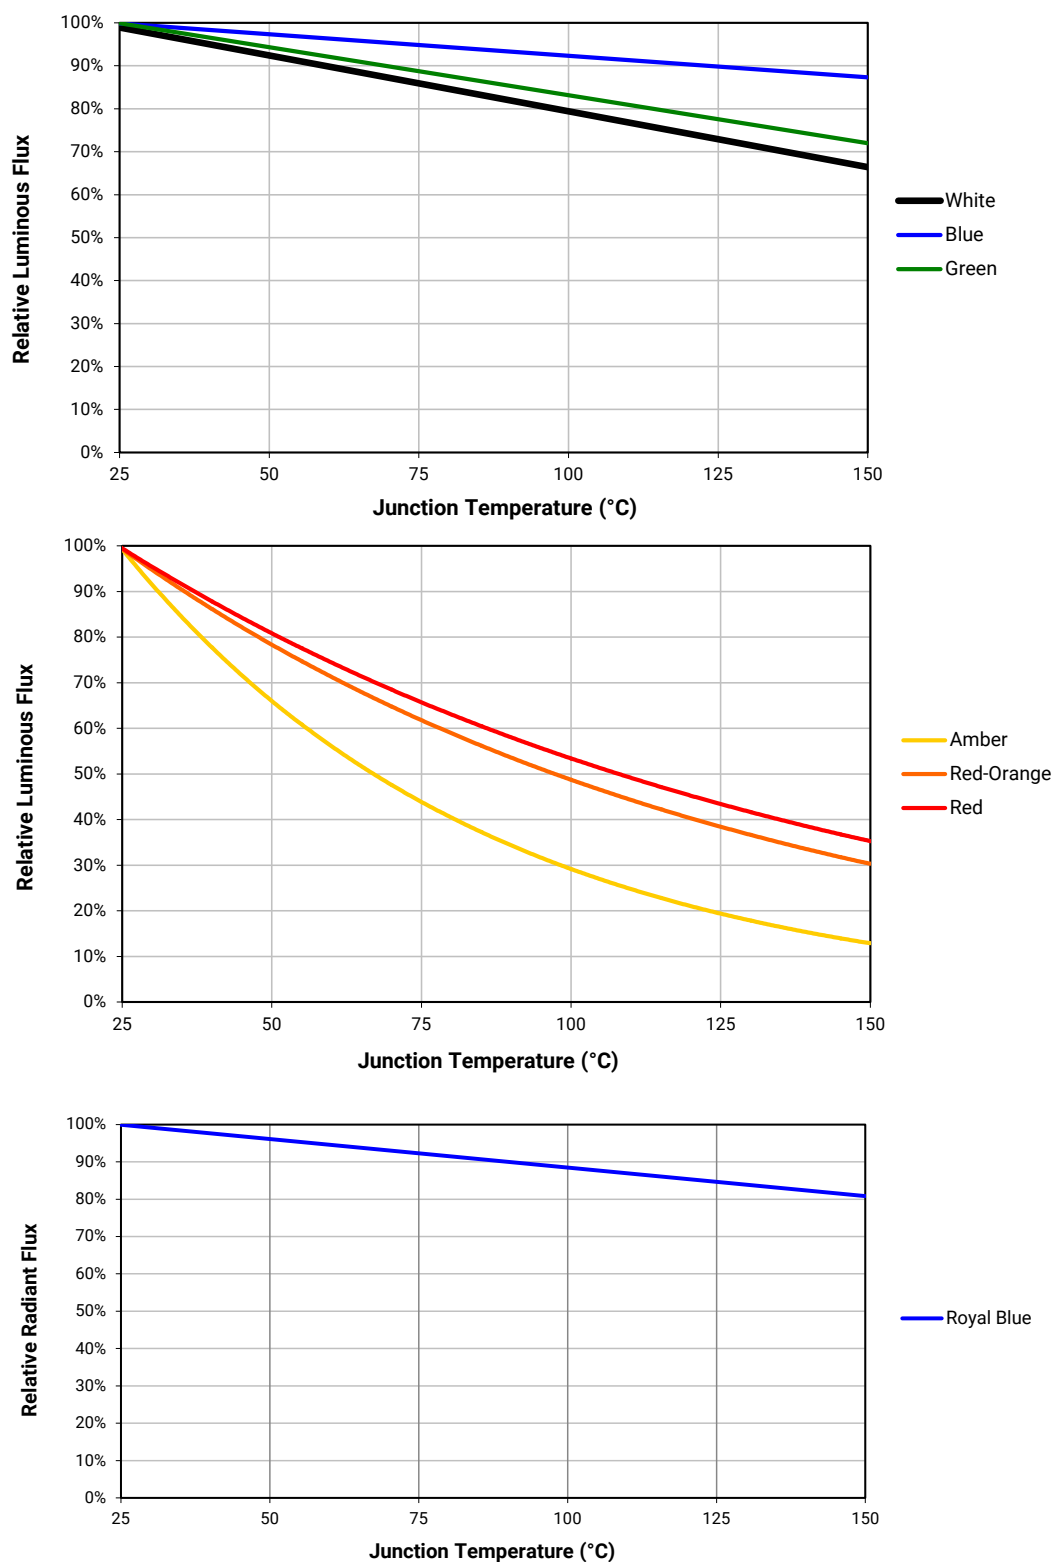 100%
90%
80%
70%
60%
50%
40%
30%
20%
10%
0%
Relative Luminous Flux
25 50 75 100 125 150
Junction Temperature (°C)
White
Blue
Green
100%
90%
80%
70%
60%
50%
40%
30%
20%
10%
0%
Relative Luminous Flux
25 50 75 100 125 150
Junction Temperature (°C)
Amber
Red-Orange
Red
100%
90%
80%
70%
60%
50%
40%
30%
20%
10%
0%
Relative Radiant Flux
25 50 75 100 125 150
Junction Temperature (°C)
Royal Blue